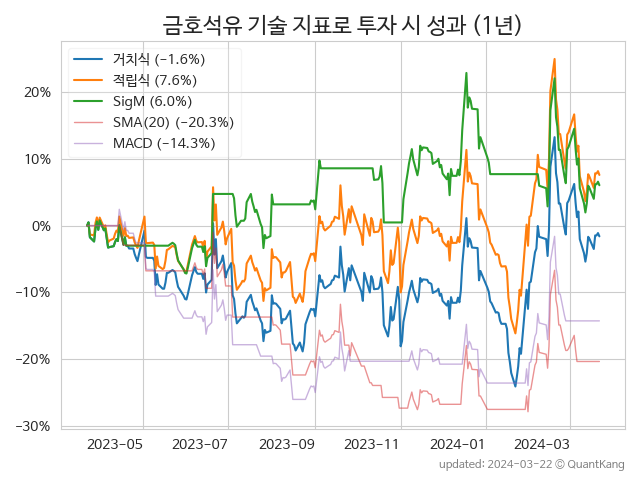 금호석유 기술 지표로 투자 시 성과 (1년)
거치식 (−1.6%)
적립식 (7.6%)
SigM (6.0%)
SMA(20) (−20.3%)
MACD (−14.3%)
20%
10%
0%
−10%
−20%
−30%
2023−05 2023−07 2023−09 2023−11 2024−01 2024−03
updated: 2024−03−22 © QuantKang